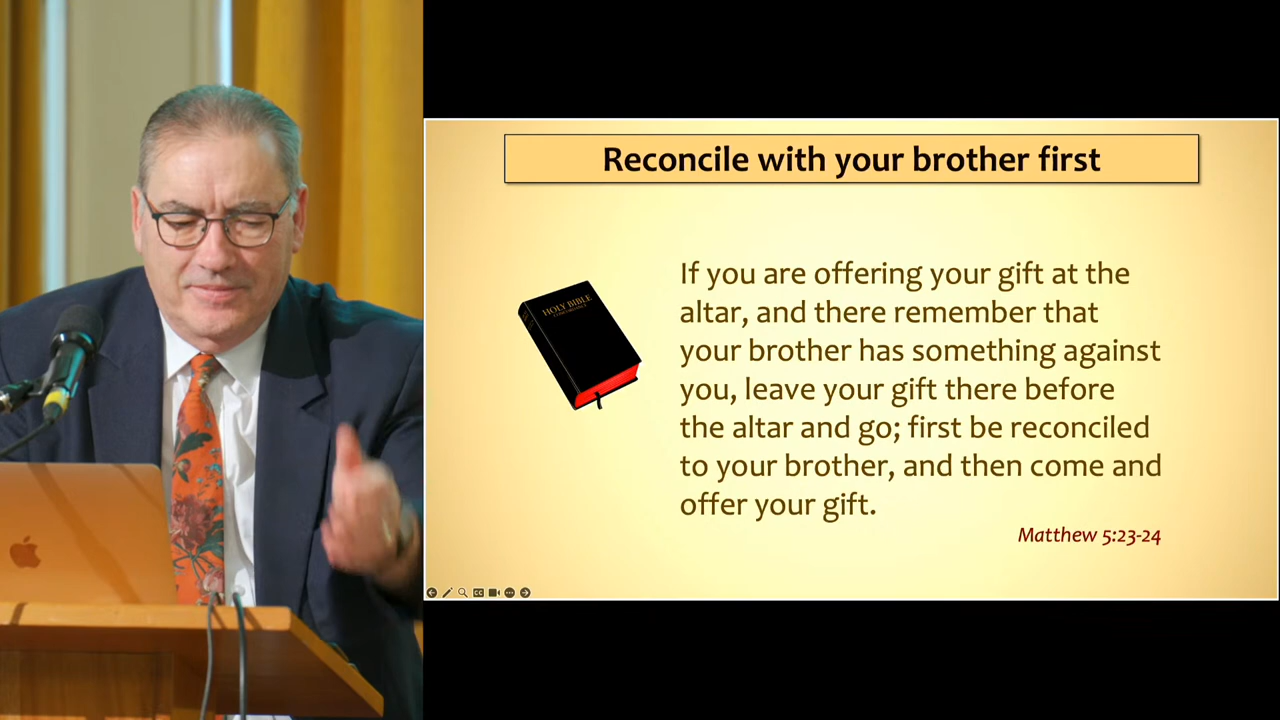 Reconcile with your brother first
HOLY BIBLE
If you are offering your gift at the
altar, and there remember that
your brother has something against
you, leave your gift there before
the altar and go; first be reconciled
to your brother, and then come and
offer your gift.
Matthew 5:23-24